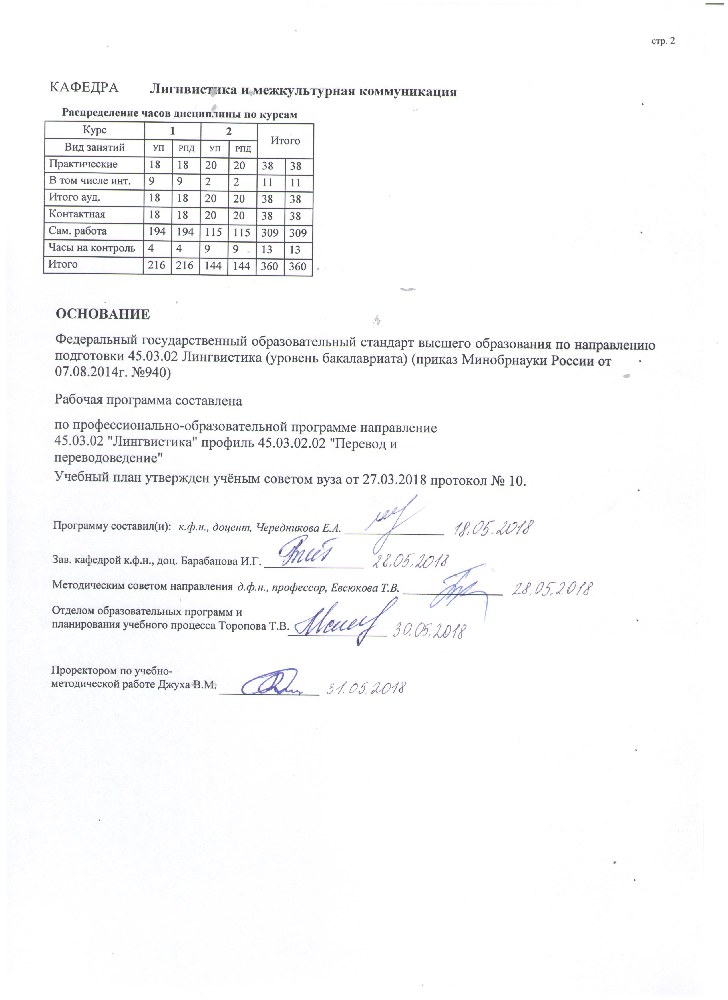 стр. 2
КАФЕДРА Лигнвистика и межкультурная коммуникация
Распределение часов дисциплины по курсам
Курс 1 2 Итого
Вид занятий УП РПД УП РПД
Практические 18 18 20 20 38 38
В том числе инт. 9 9 2 2 11 11
Итого ауд. 18 18 20 20 38 38
Контактная 18 18 20 20 38 38
Сам. работа 194 194 115 115 309 309
Часы на контроль 4 4 9 9 13 13
Итого 216 216 144 144 360 360
ОСНОВАНИЕ
Федеральный государственный образовательный стандарт высшего образования по направлению
подготовки 45.03.02 Лингвистика (уровень бакалавриата) (приказ Минобрнауки России от
07.08.2014г. №940)
Рабочая программа составлена
по профессионально-образовательной программе направление
45.03.02 "Лингвистика" профиль 45.03.02.02 "Перевод и
переводоведение"
Учебный план утвержден учёным советом вуза от 27.03.2018 протокол № 10.
Программу составил(и): к.ф.н., доцент, Чередникова Е.А. 18.05.2018
Зав. кафедрой к.ф.н., доц. Барабанова И.Г. 28.05.2018
Методическим советом направления д.ф.н., профессор, Евсюкова Т.В. 28.05.2018
Отделом образовательных программ и
планирования учебного процесса Торопова Т.В. 30.05.2018
Проректором по учебно-
методической работе Джуха В.М. 31.05.2018